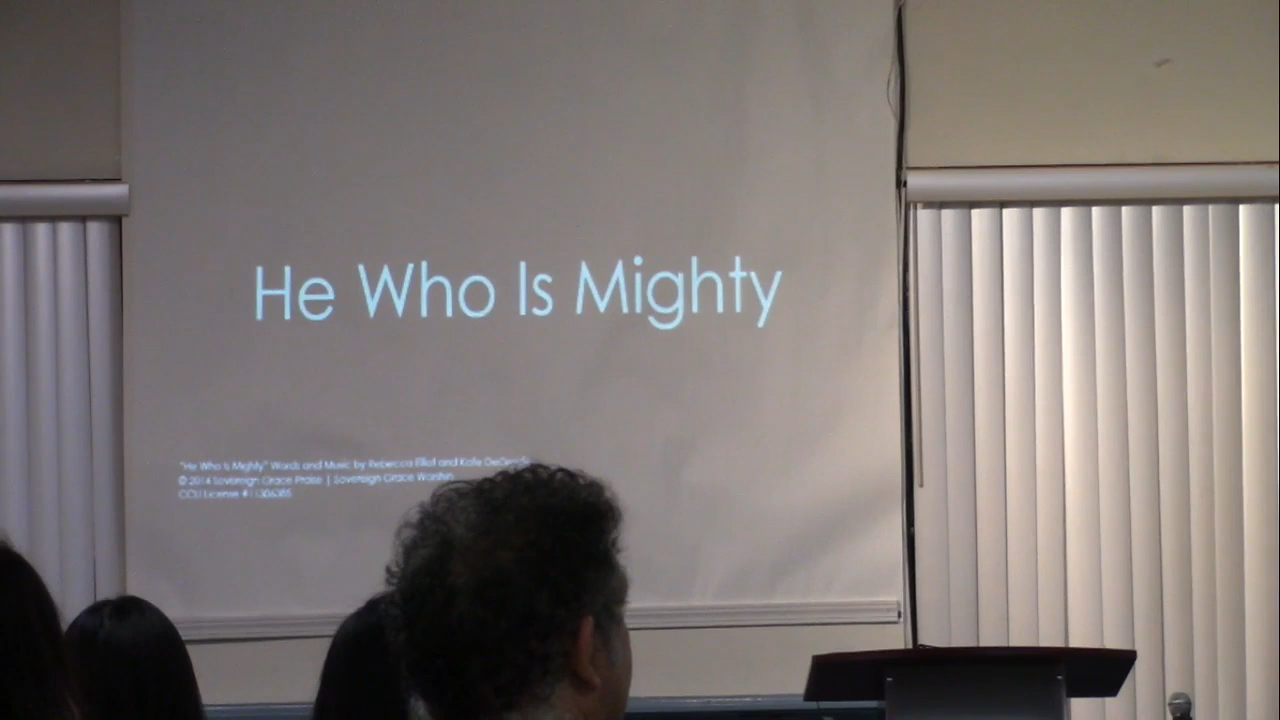 He Who Is Mighty
"He Who Is Mighty" Words and Music by Rebecca Elliot and Kate
© 2014 Sovereign Grace Praise | Sovereign Grace Worship
CCLI License #